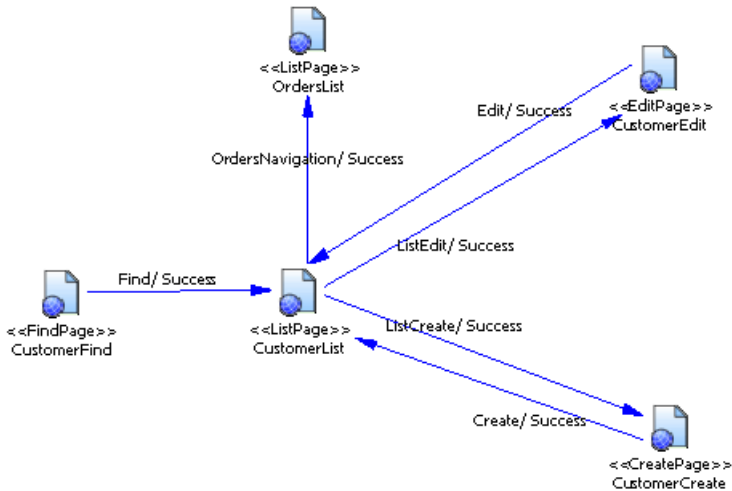 <<ListPage>>
OrdersList
<<EditPage>>
CustomerEdit
Edit/ Success
OrdersNavigation/ Success
ListEdit/ Success
Find/ Success
<<FindPage>>
CustomerFind
<<ListPage>>
CustomerList
ListCreate/ Success
Create/ Success
<<CreatePage>>
CustomerCreate